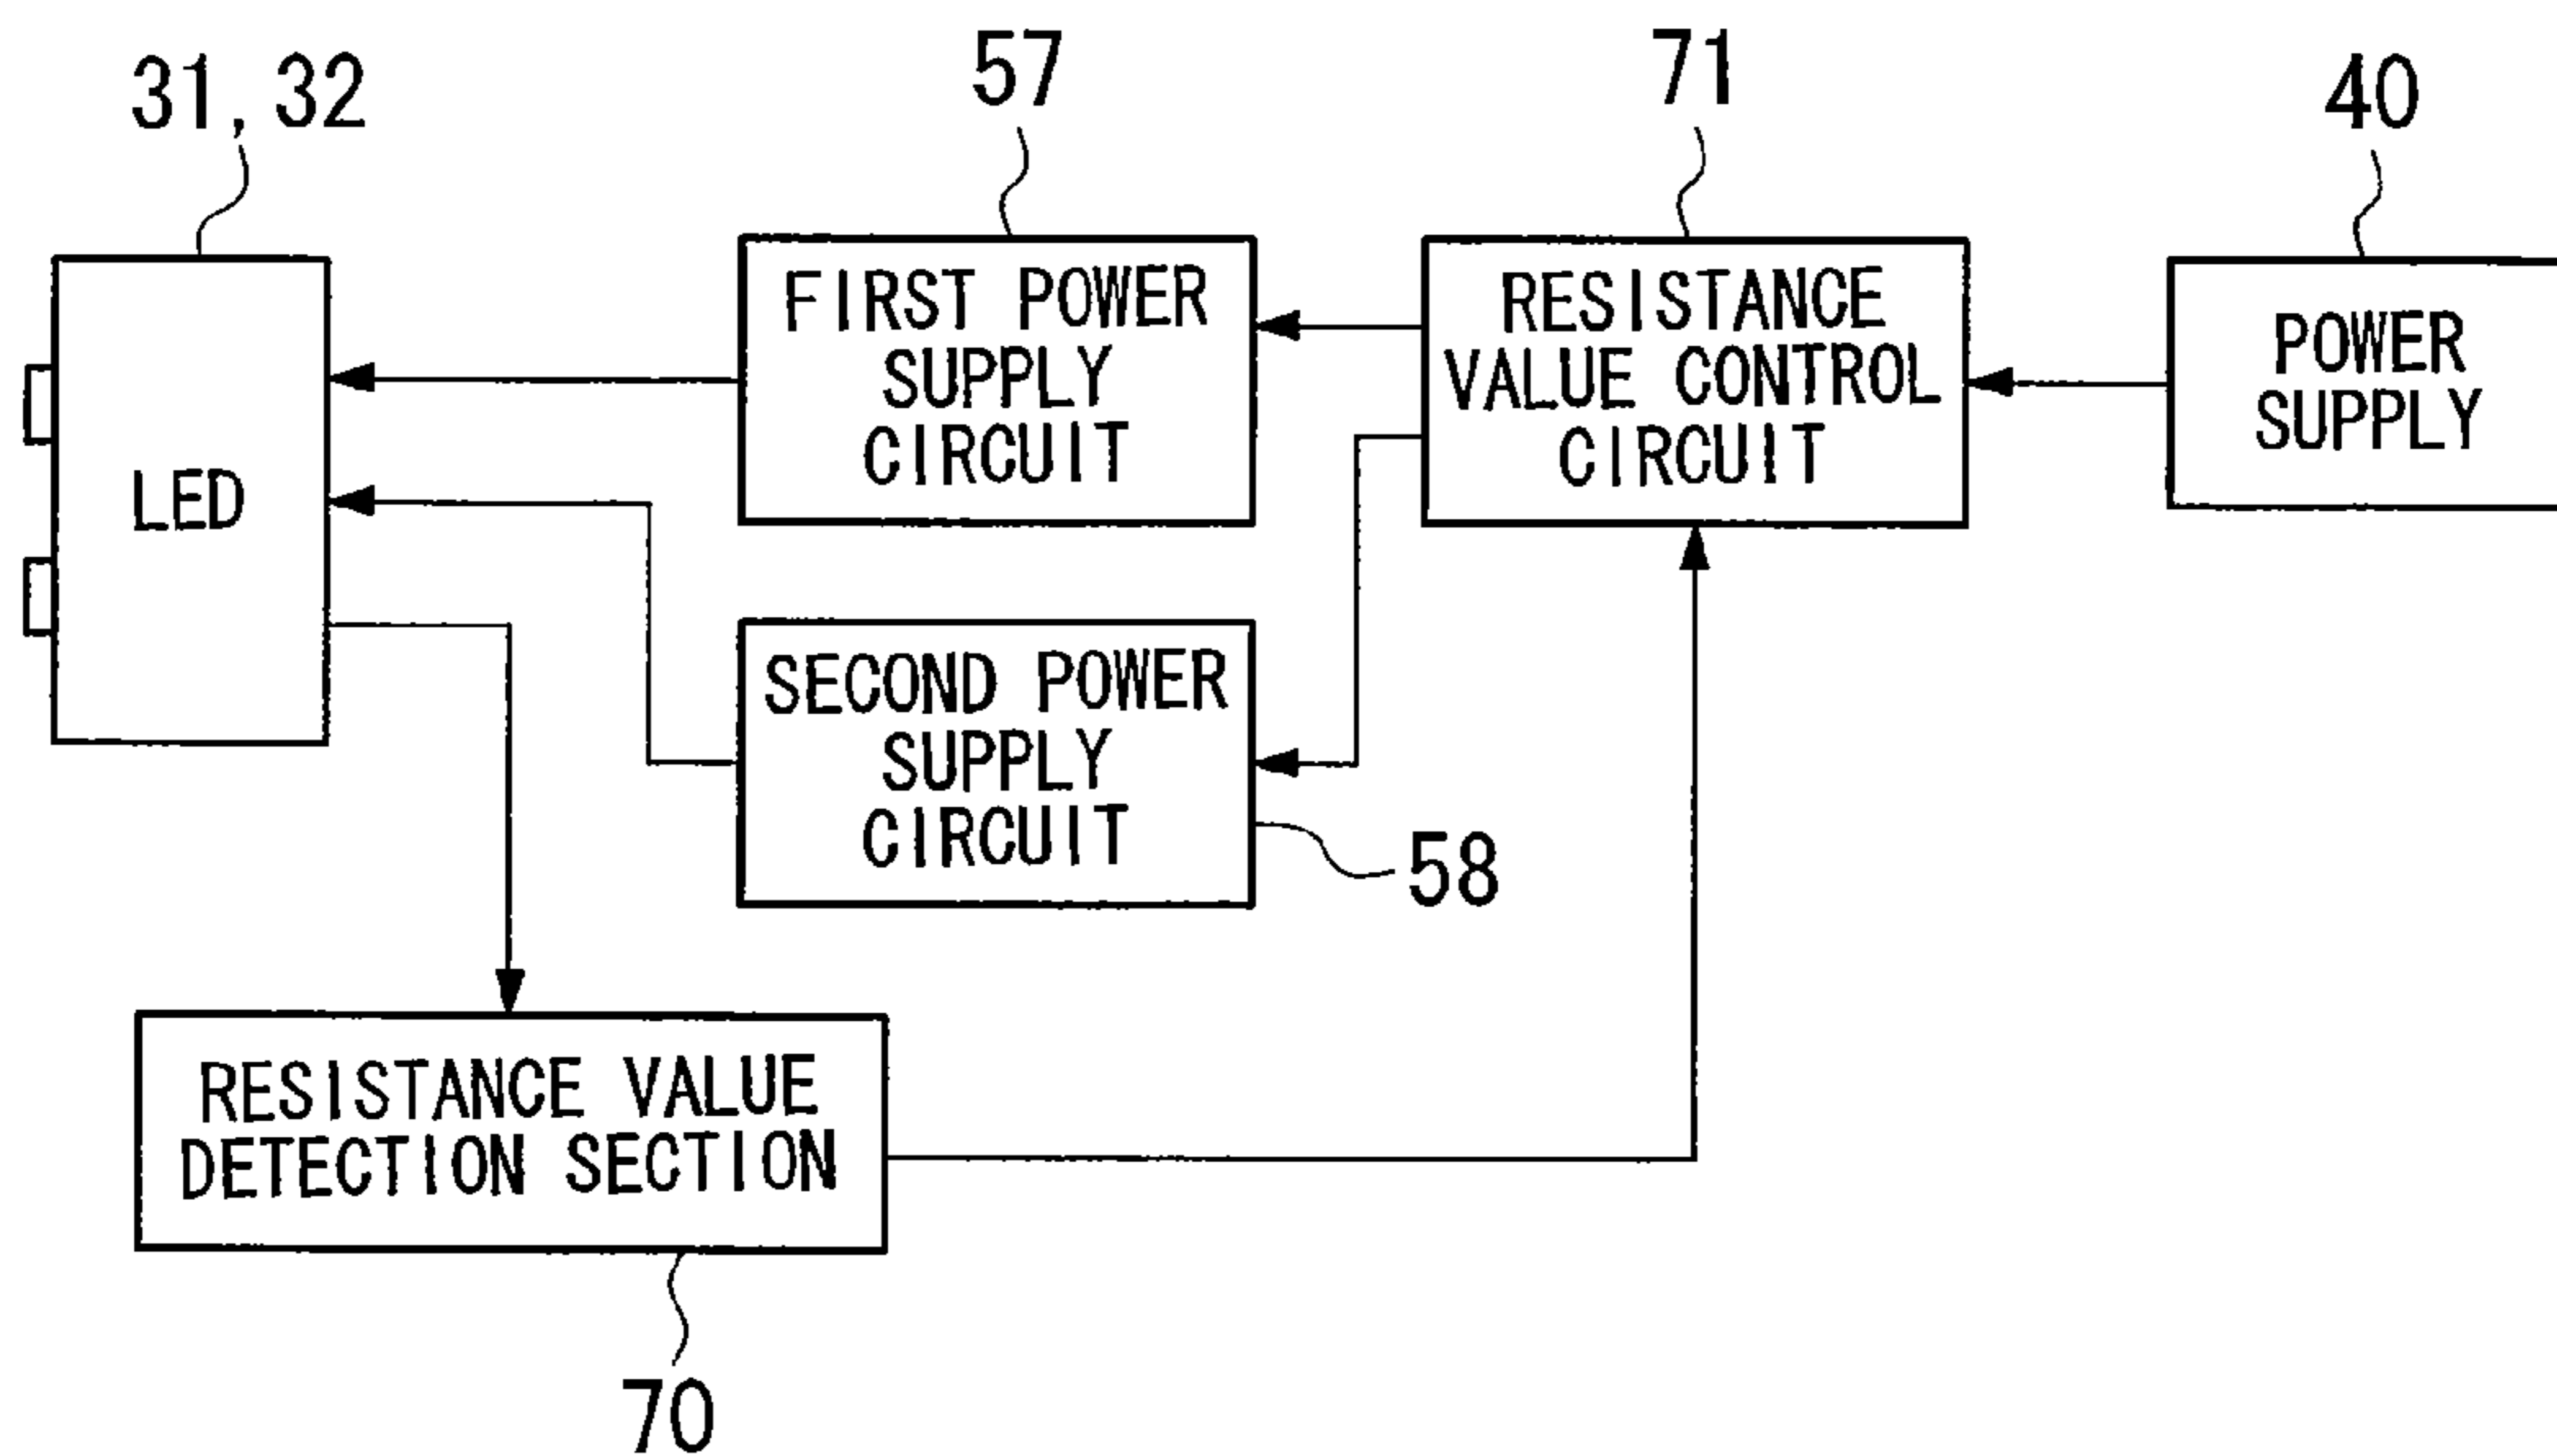 31, 32
57
71
40
LED
FIRST POWER
SUPPLY
CIRCUIT
RESISTANCE
VALUE CONTROL
CIRCUIT
POWER
SUPPLY
SECOND POWER
SUPPLY
CIRCUIT
58
RESISTANCE VALUE
DETECTION SECTION
70